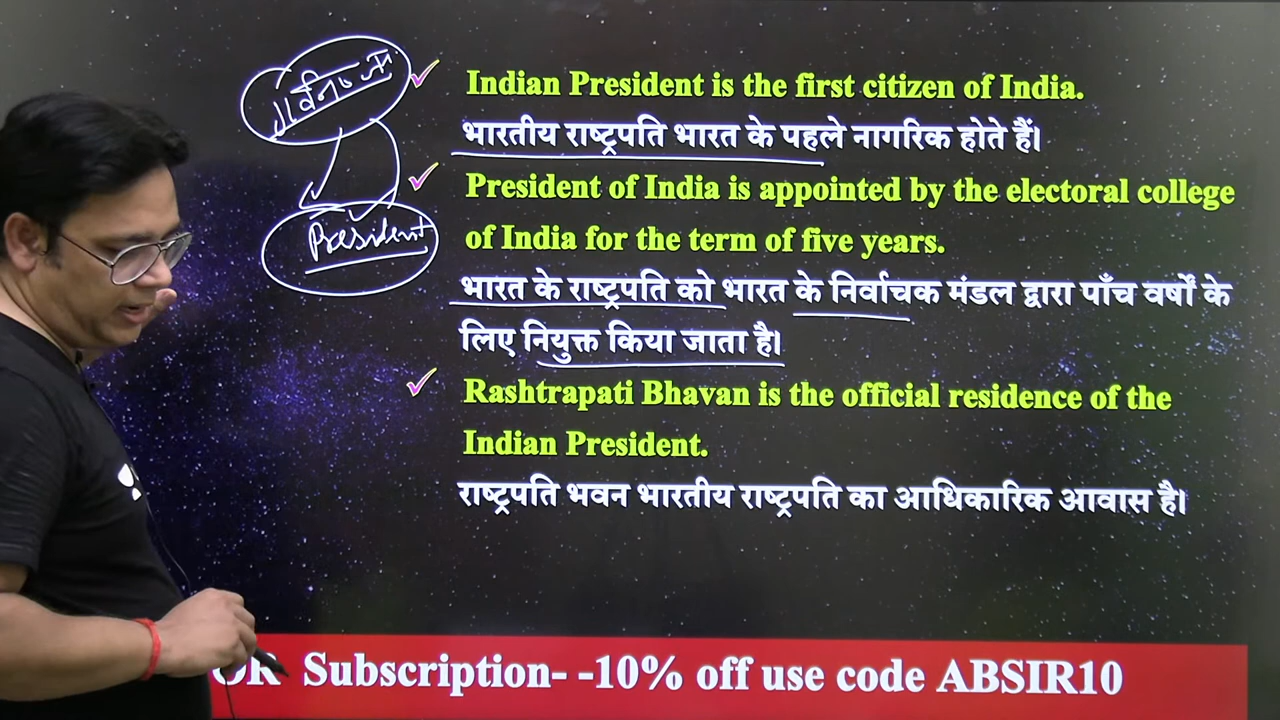 President
Indian President is the first citizen of India.
भारतीय राष्ट्रपति भारत के पहले नागरिक होते हैं।
President of India is appointed by the electoral college
of India for the term of five years.
भारत के राष्ट्रपति को भारत के निर्वाचक मंडल द्वारा पाँच वर्षों के
लिए नियुक्त किया जाता है।
Rashtrapati Bhavan is the official residence of the
Indian President.
राष्ट्रपति भवन भारतीय राष्ट्रपति का आधिकारिक आवास है।
OR Subscription- -10% off use code ABSIR10